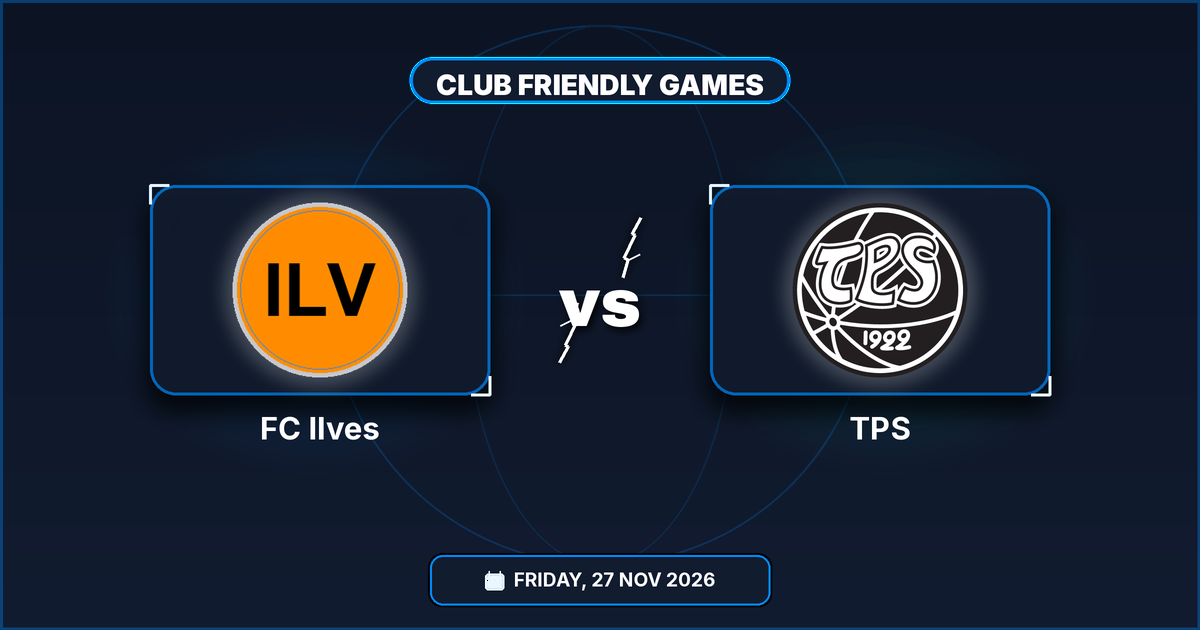 CLUB FRIENDLY GAMES
ILV
TPS
1922
vs
FC Ilves
TPS
FRIDAY, 27 NOV 2026